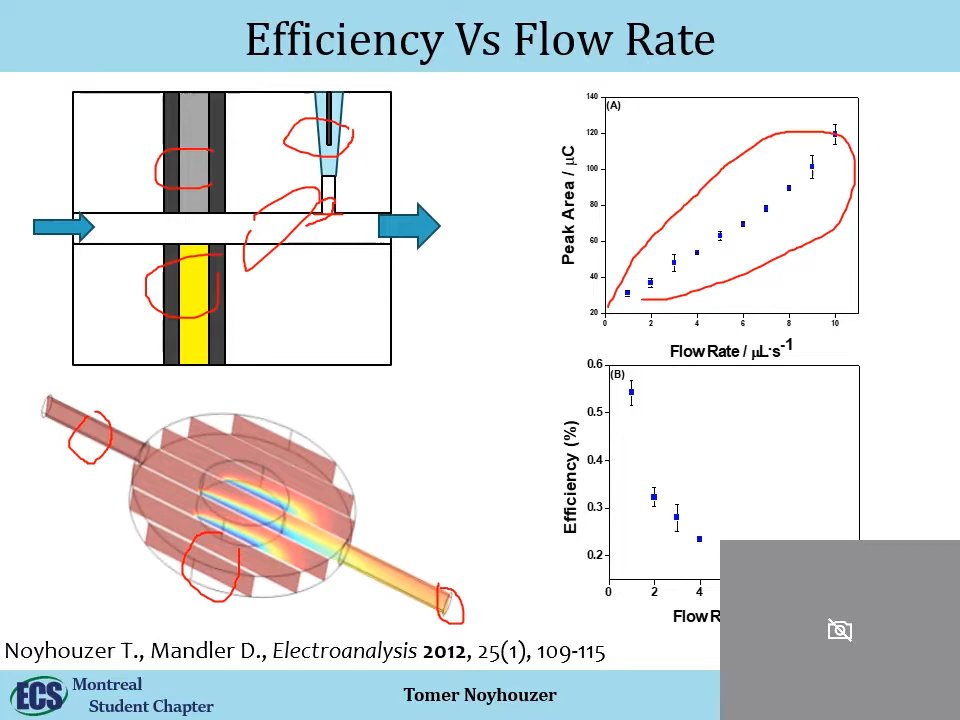 Efficiency Vs Flow Rate
(A)
Peak Area / µC
140
120
100
80
60
40
20
0 2 4 6 8 10
Flow Rate / µL·s-1
(B)
Efficiency (%)
0.6
0.5
0.4
0.3
0.2
0 2 4
Flow R
Noyhouzer T., Mandler D., Electroanalysis 2012, 25(1), 109-115
ECS Montreal
Student Chapter
Tomer Noyhouzer